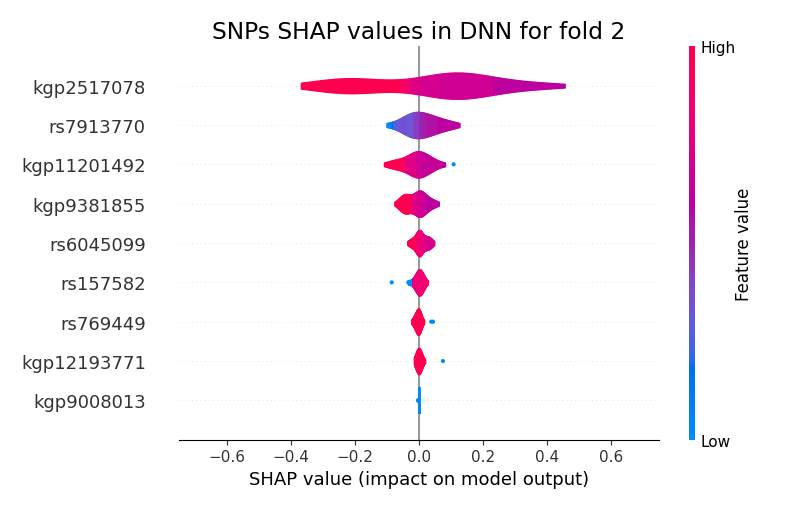 SNPs SHAP values in DNN for fold 2
High
kgp2517078
rs7913770
kgp11201492
kgp9381855
rs6045099
rs157582
rs769449
kgp12193771
kgp9008013
Feature value
Low
−0.6 −0.4 −0.2 0.0 0.2 0.4 0.6
SHAP value (impact on model output)